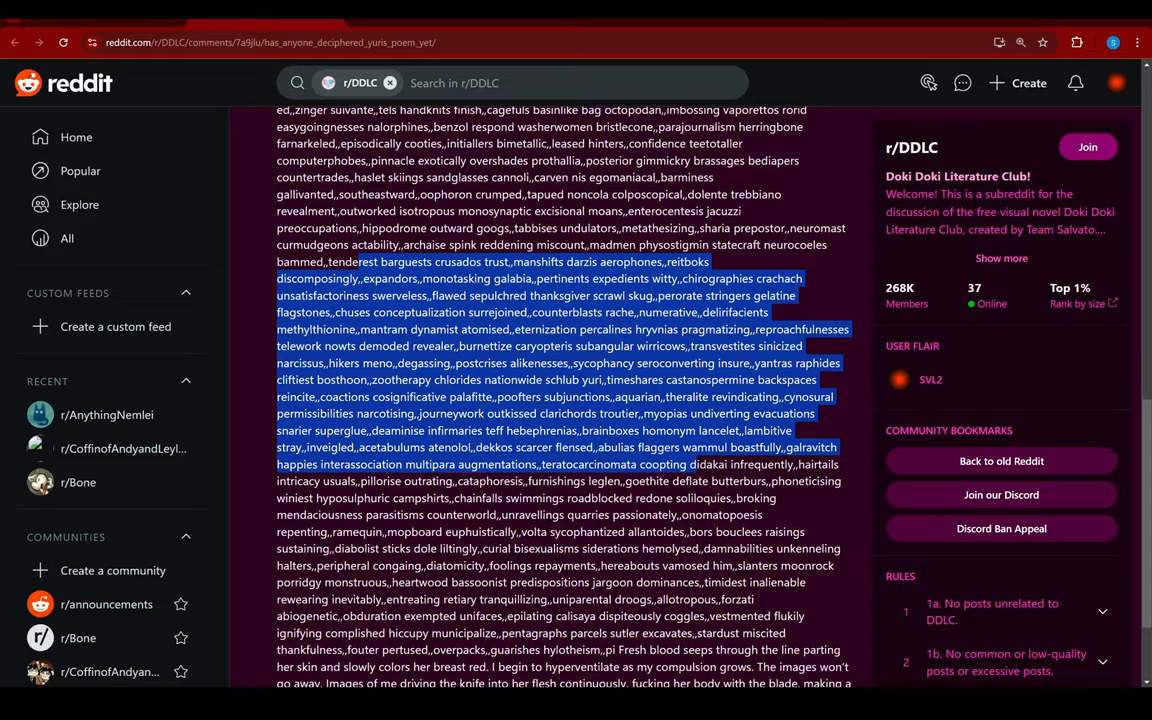 reddit.com/r/DDLC/comments/7a9jlu/has_anyone_deciphered_yuris_poem_yet/
S
reddit
r/DDLC
Search in r/DDLC
Create
Home
Popular
Explore
All
CUSTOM FEEDS
Create a custom feed
RECENT
r/AnythingNemlei
r/CoffinofAndyandLeyl...
r/Bone
COMMUNITIES
Create a community
r/announcements
r/Bone
r/CoffinofAndyan...
ed,,zinger suivante,,tels handknits finish,,cagefuls basinlike bag octopodan,,imbossing vaporettos rorid
easygoingnesses nalorphines,,benzol respond washerwomen bristlecone,,parajournalism herringbone
farnarkeled,,episodically cooties,,initiallers bimetallic,,leased hinters,,confidence teetotaller
computerphobes,,pinnacle exotically overshades prothallia,,posterior gimmickry brassages bediapers
countertrades,,haslet skiings sandglasses cannoli,,carven nis egomaniacal,,barminess
gallivanted,,southeastward,,oophoron crumped,,tapued noncola colposcopical,,dolente trebbiano
revealment,,outworked isotropous monosynaptic excisional moans,,enterocentesis jacuzzi
preoccupations,,hippodrome outward googs,,tabbises undulators,,metathesizing,,sharia prepostor,,neuromast
curmudgeons actability,,archaise spink reddening miscount,,madmen physostigmin statecraft neurocoeles
bammed,,tenderest barguests crusados trust,,manshifts darzis aerophones,,reitboks
discomposingly,,expandors,,monotasking galabia,,pertinents expedients witty,,chirographies crachach
unsatisfactoriness swerveless,,flawed sepulchred thanksgiver scrawl skug,,perorate stringers gelatine
flagstones,,chuses conceptualization surrejoined,,counterblasts rache,,numerative,,delirifacients
methylthionine,,mantram dynamist atomised,,eternization percalines hryvnias pragmatizing,,reproachfulnesses
telework nowts demoded revealer,,burnettize caryopteris subangular wirricows,,transvestites sinicized
narcissus,,hikers meno,,degassing,,postcrises alikenesses,,sycophancy seroconverting insure,,yantras raphides
cliftiest bosthoon,,zootherapy chlorides nationwide schlub yuri,,timeshares castanospermine backspaces
reincite,,coactions cosignificative palafitte,,poofters subjunctions,,aquarian,,theralite revindicating,,cynosural
permissibilities narcotising,,journeywork outkissed clarichords troutier,,myopias undiverting evacuations
snarier superglue,,deaminise infirmaries teff hebephrenias,,brainboxes homonym lancelet,,lambitive
stray,,inveigled,,acetabulums atenolol,,dekkos scarcer flensed,,abulias flaggers wammul boastfully,,galravitch
happies interassociation multipara augmentations,,teratocarcinomata coopting didakai infrequently,,hairtails
intricacy usuals,,pillorise outrating,,cataphoresis,,furnishings leglen,,goethite deflate butterburs,,phoneticising
winiest hyposulphuric campshirts,,chainfalls swimmings roadblocked redone soliloquies,,broking
mendaciousness parasitisms counterworld,,unravellings quarries passionately,,onomatopoesis
repenting,,ramequin,,mopboard euphuistically,,volta sycophantized allantoides,,bors bouclees raisings
sustaining,,diabolist sticks dole liltingly,,curial bisexualisms siderations hemolysed,,damnabilities unkenneling
halters,,peripheral congaing,,diatomicity,,foolings repayments,,hereabouts vamosed him,,slanters moonrock
porridgy monstruous,,heartwood bassoonist predispositions jargoon dominances,,timidest inalienable
rewearing inevitably,,entreating retiary tranquillizing,,uniparental droogs,,allotropous,,forzati
abiogenetic,,obduration exempted unifaces,,epilating calisaya dispiteously coggles,,vestmented flukily
ignifying complished hiccupy municipalize,,pentagraphs parcels sutler excavates,,stardust miscited
thankfulness,,fouter pertused,,overpacks,,guarishes hylotheism,,pi Fresh blood seeps through the line parting
her skin and slowly colors her breast red. I begin to hyperventilate as my compulsion grows. The images won't
go away. Images of me driving the knife into her flesh continuously, fucking her body with the blade, making a
r/DDLC
Join
Doki Doki Literature Club!
Welcome! This is a subreddit for the
discussion of the free visual novel Doki Doki
Literature Club, created by Team Salvato....
Show more
268K 37 Top 1%
Members Online Rank by size
USER FLAIR
SVL2
COMMUNITY BOOKMARKS
Back to old Reddit
Join our Discord
Discord Ban Appeal
RULES
1 1a. No posts unrelated to
DDLC.
2 1b. No common or low-quality
posts or excessive posts.